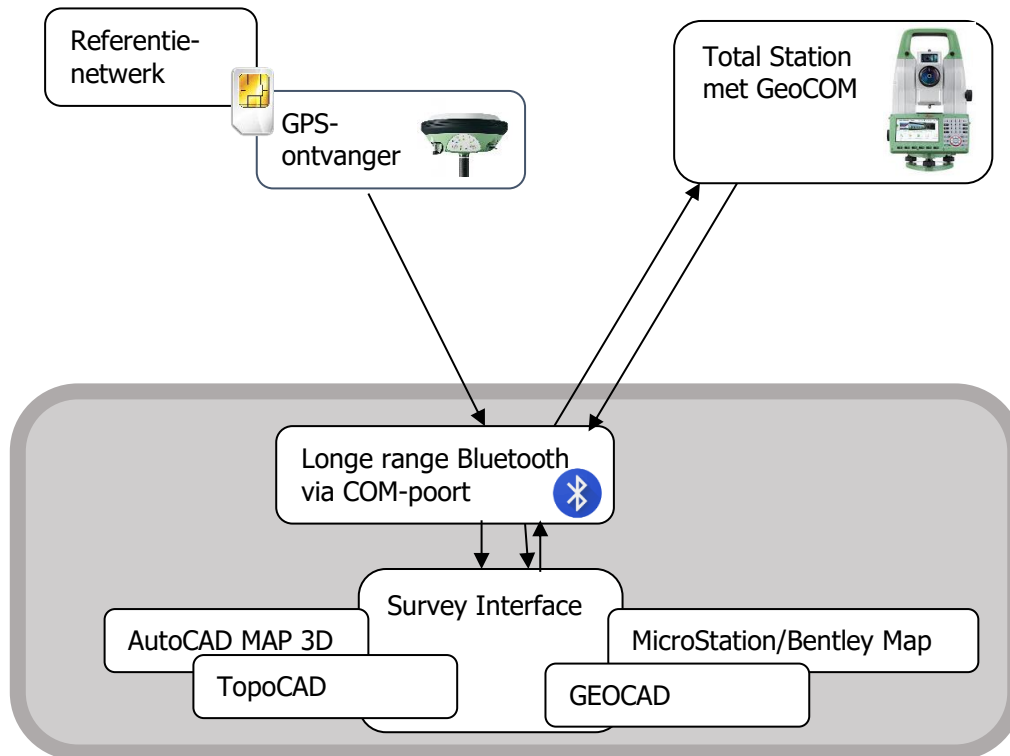 Referentie-
netwerk
GPS-
ontvanger
Total Station
met GeoCOM
Longe range Bluetooth
via COM-poort
Survey Interface
AutoCAD MAP 3D
MicroStation/Bentley Map
TopoCAD
GEOCAD